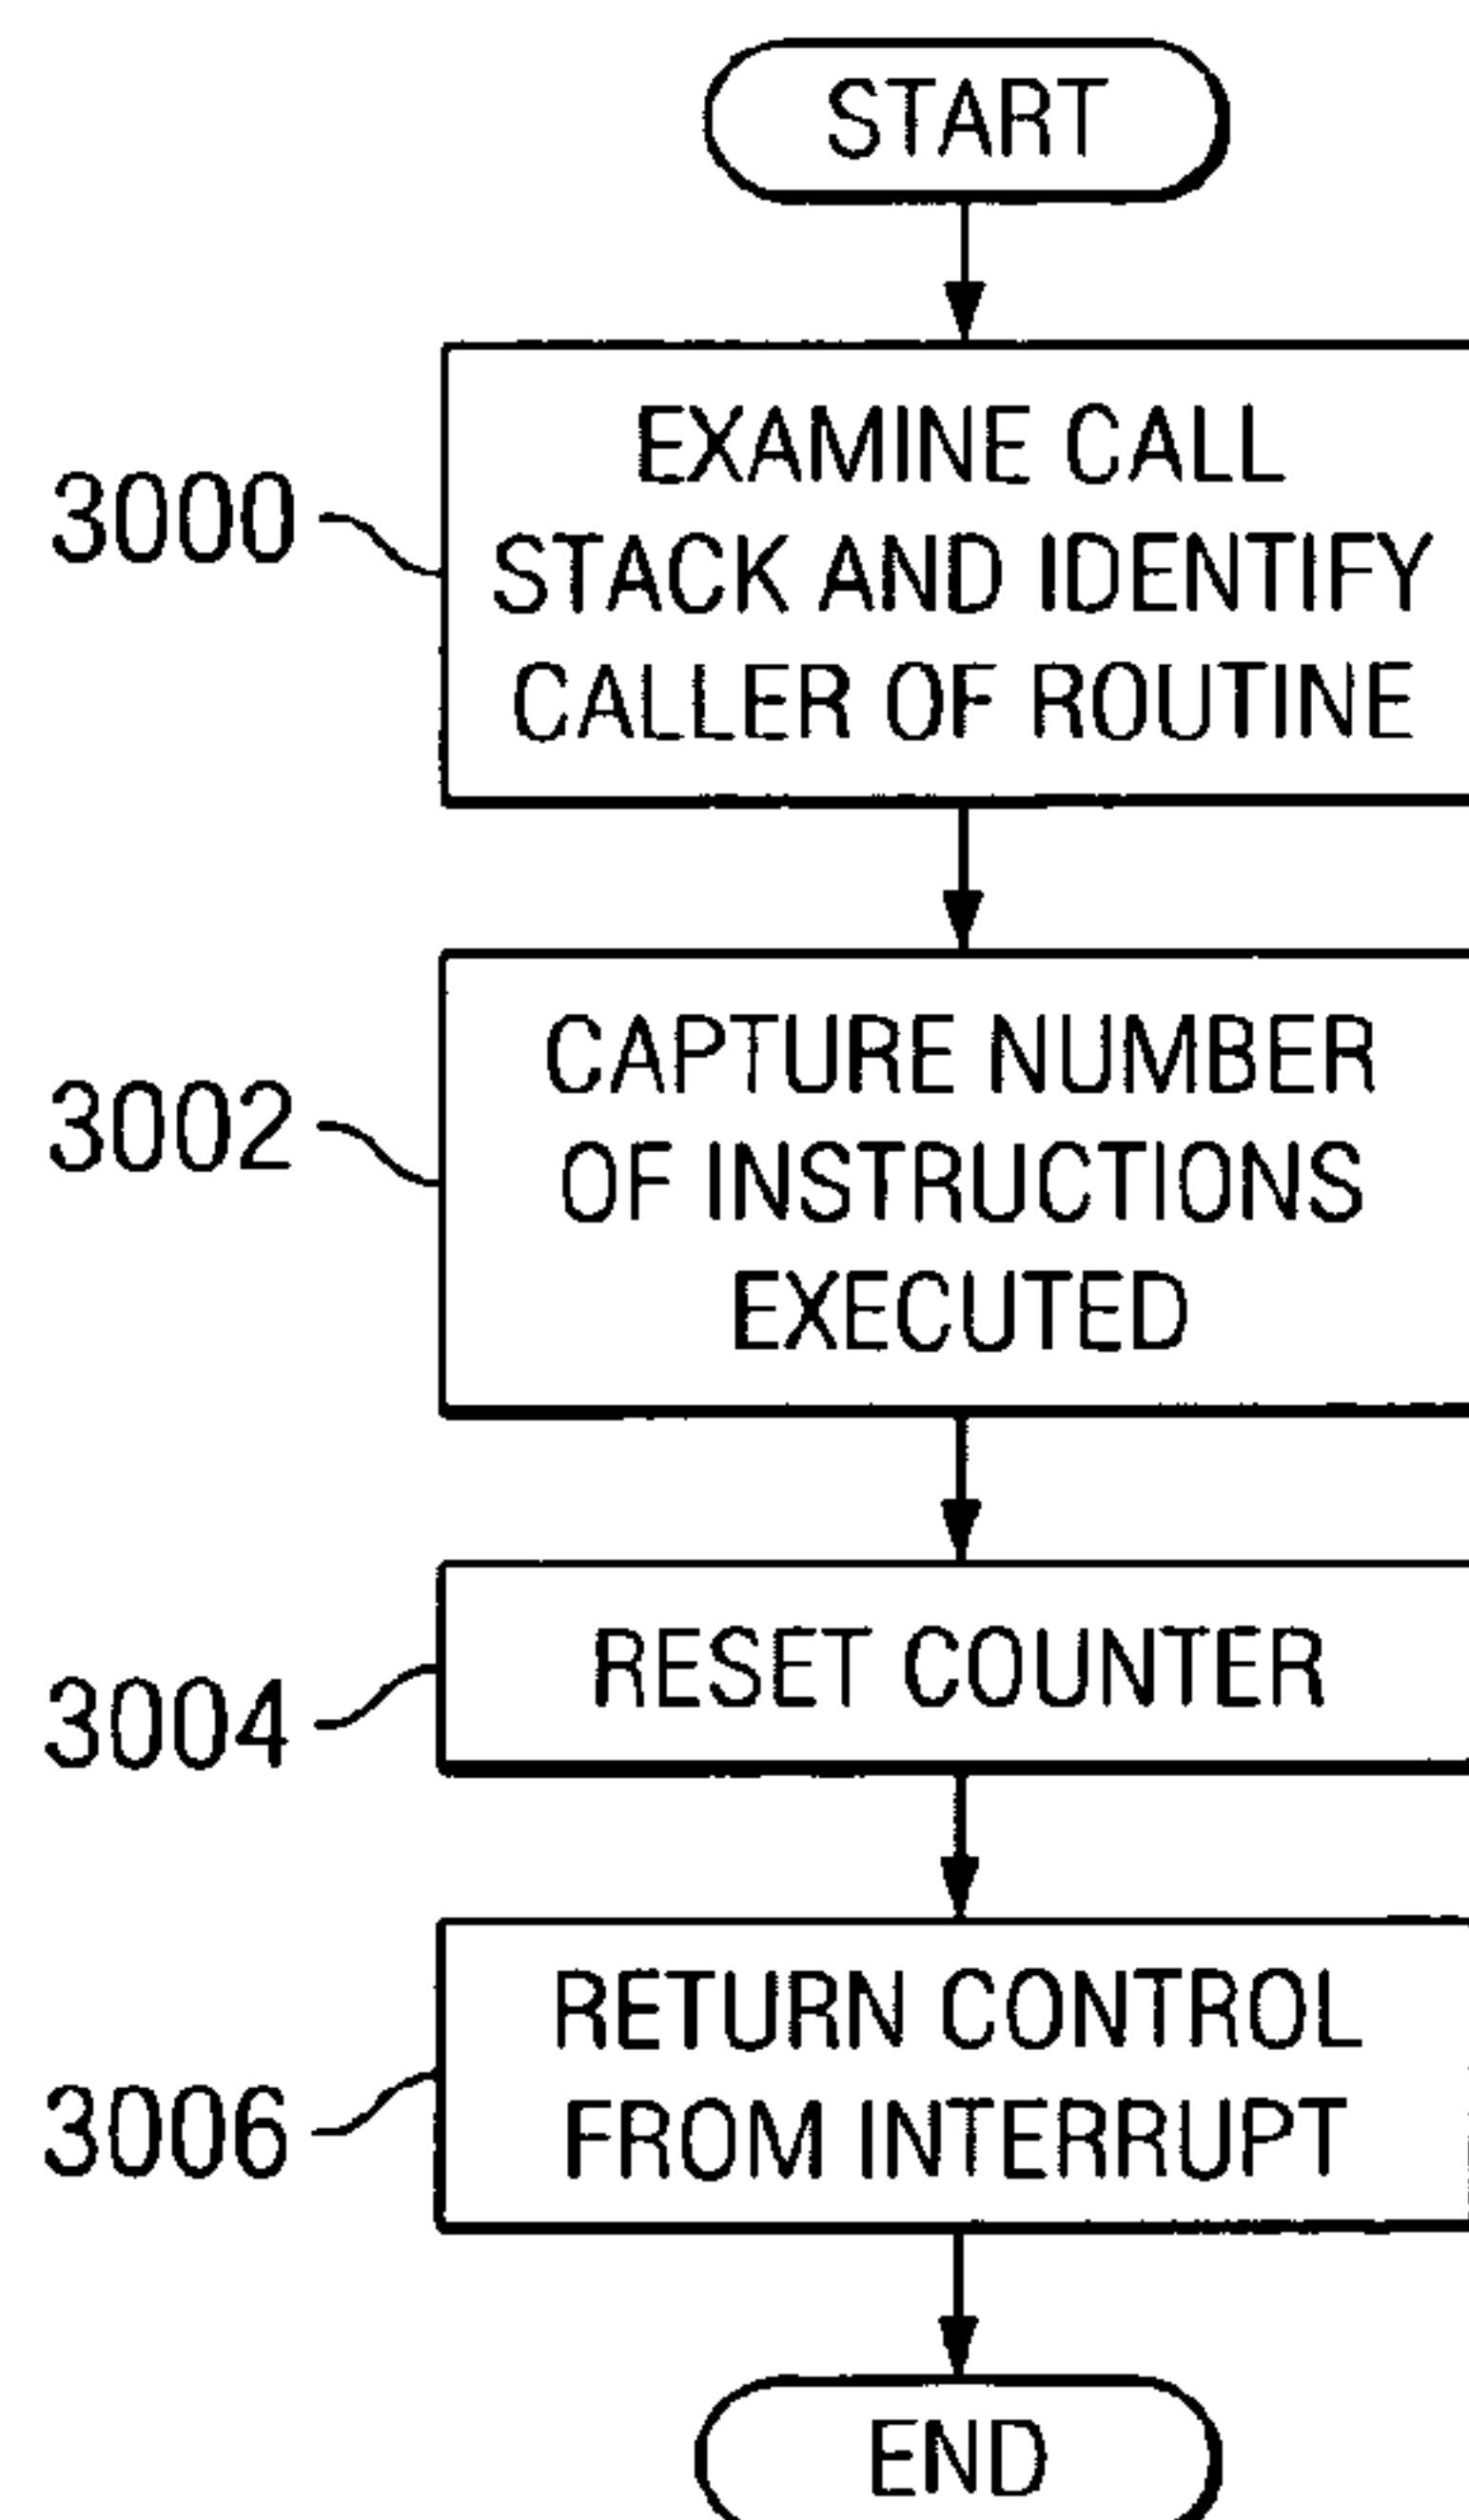 START
3000
EXAMINE CALL
STACK AND IDENTIFY
CALLER OF ROUTINE
3002
CAPTURE NUMBER
OF INSTRUCTIONS
EXECUTED
3004
RESET COUNTER
3006
RETURN CONTROL
FROM INTERRUPT
END